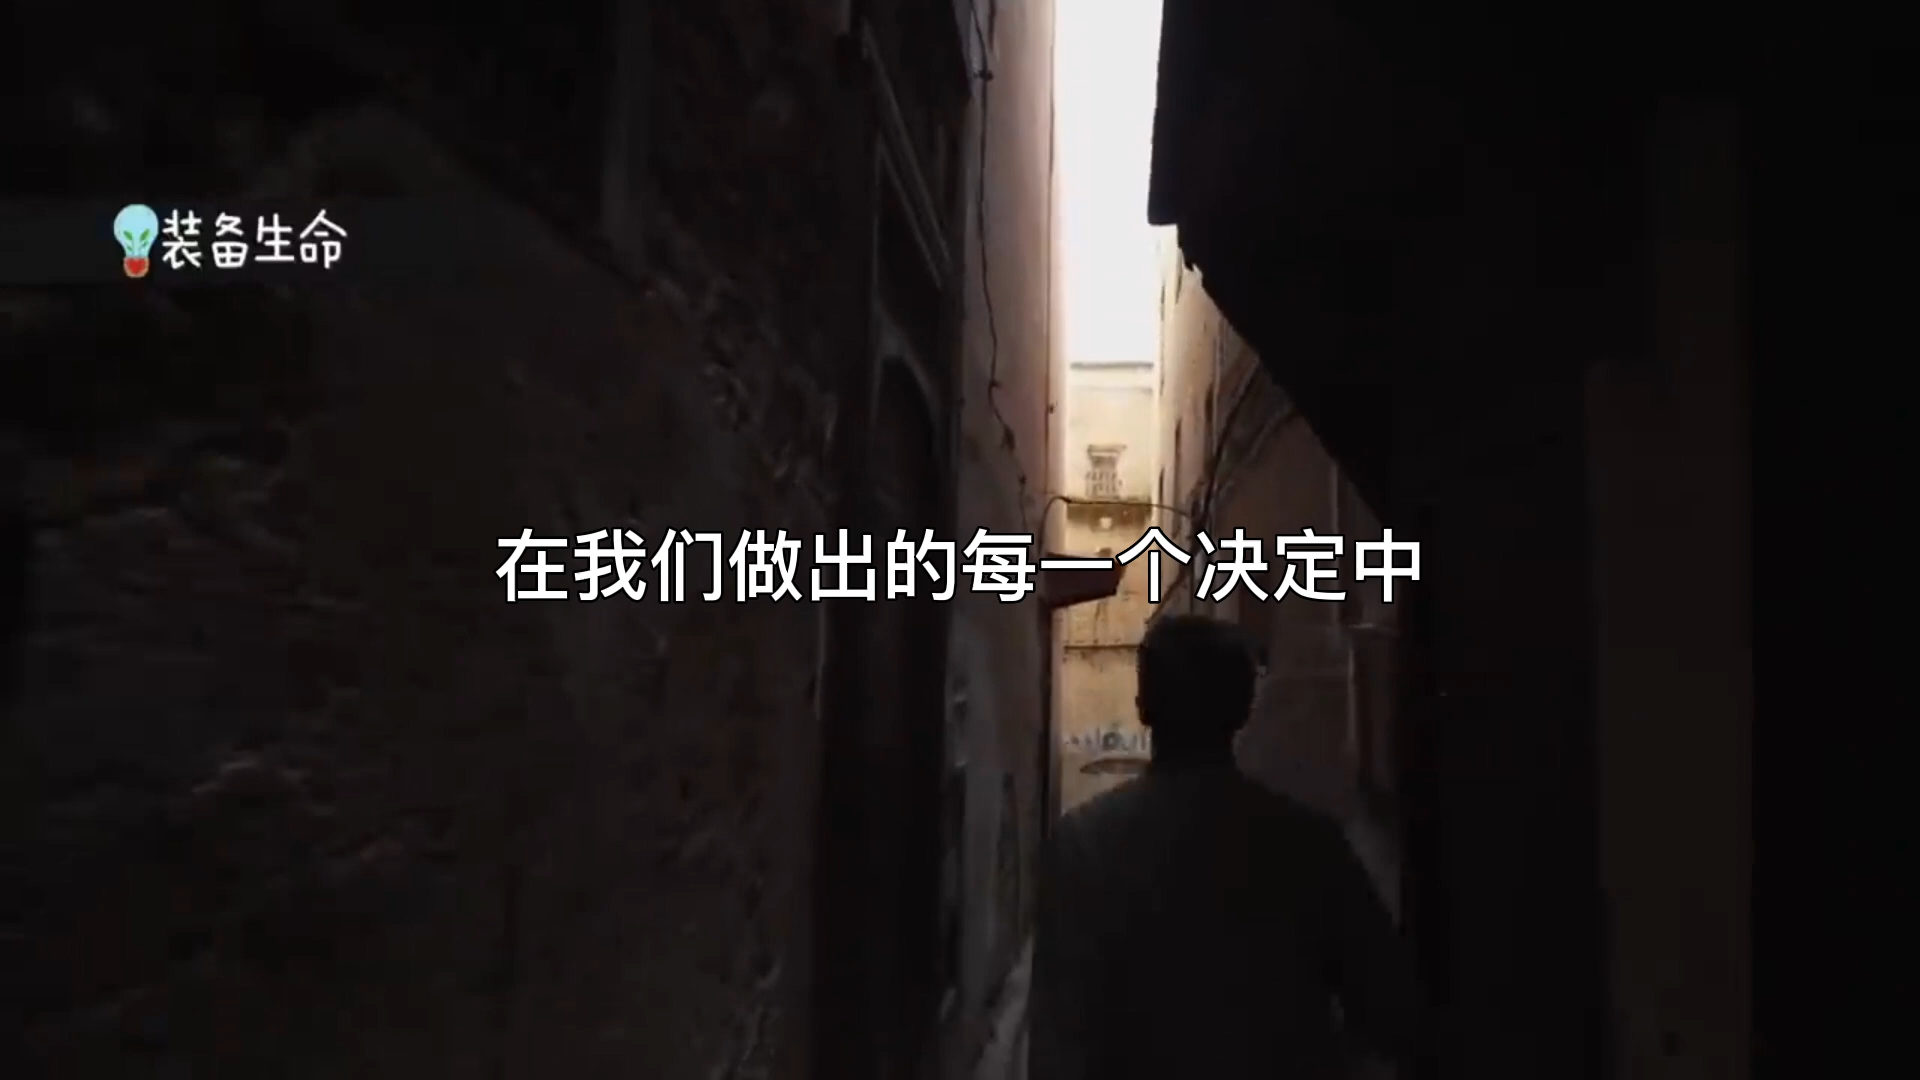 装备生命
在我们做出的每一个决定中